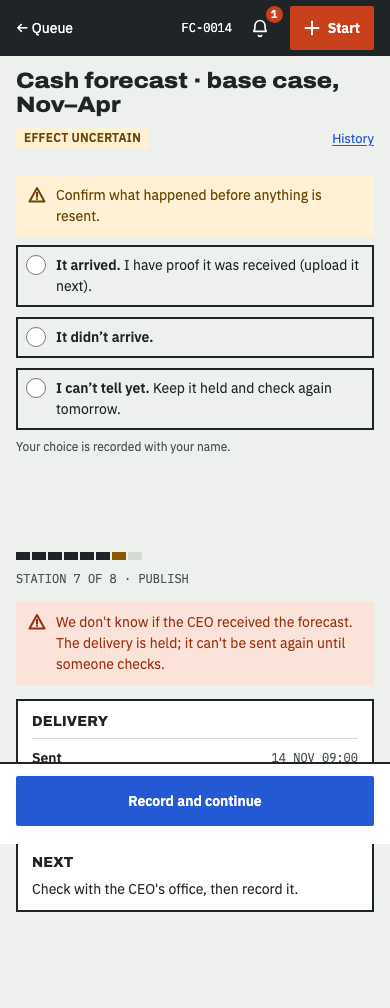 ← Queue
FC-0014
1
Start
Cash forecast · base case,
Nov–Apr
EFFECT UNCERTAIN
History
Confirm what happened before anything is
resent.
It arrived. I have proof it was received (upload it
next).
It didn’t arrive.
I can’t tell yet. Keep it held and check again
tomorrow.
Your choice is recorded with your name.
STATION 7 OF 8 · PUBLISH
We don't know if the CEO received the forecast.
The delivery is held; it can't be sent again until
someone checks.
DELIVERY
Sent 14 NOV 09:00
Record and continue
NEXT
Check with the CEO's office, then record it.